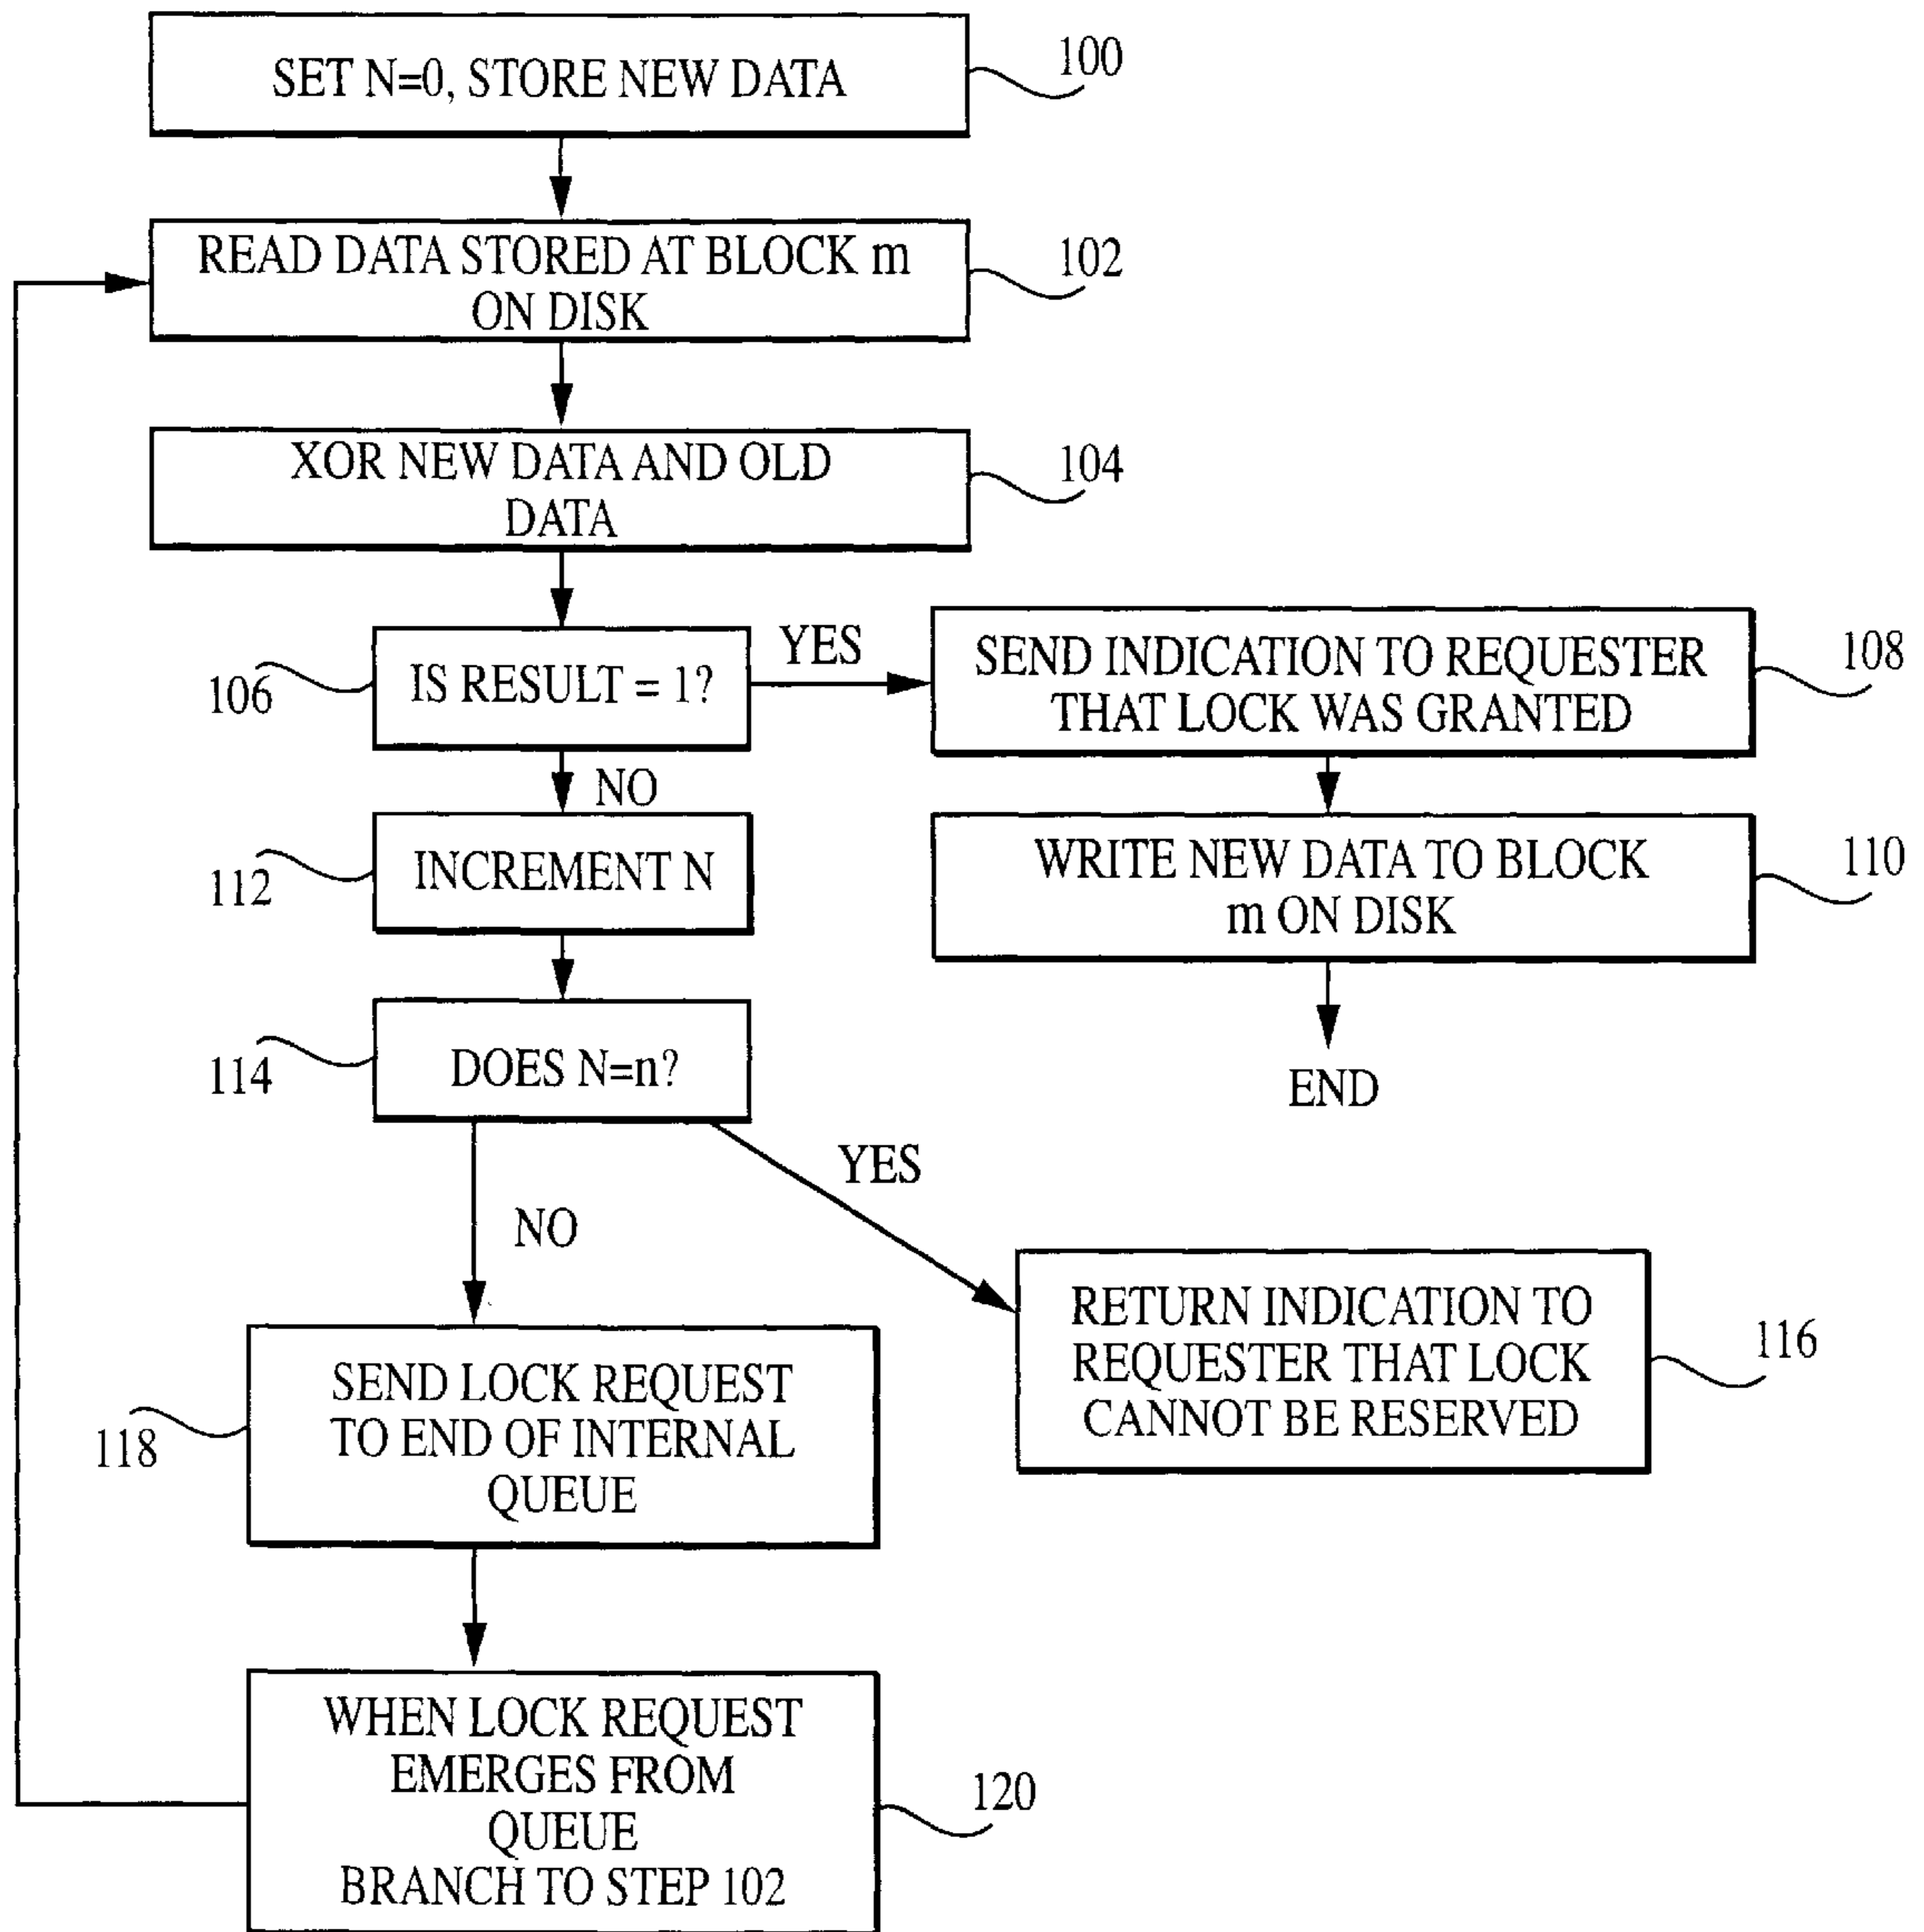 SET N=0, STORE NEW DATA
100
READ DATA STORED AT BLOCK m
ON DISK
102
XOR NEW DATA AND OLD
DATA
104
IS RESULT = 1?
106
YES
SEND INDICATION TO REQUESTER
THAT LOCK WAS GRANTED
108
NO
INCREMENT N
112
WRITE NEW DATA TO BLOCK
m ON DISK
110
END
DOES N=n?
114
YES
NO
RETURN INDICATION TO
REQUESTER THAT LOCK
CANNOT BE RESERVED
116
SEND LOCK REQUEST
TO END OF INTERNAL
QUEUE
118
WHEN LOCK REQUEST
EMERGES FROM
QUEUE
BRANCH TO STEP 102
120